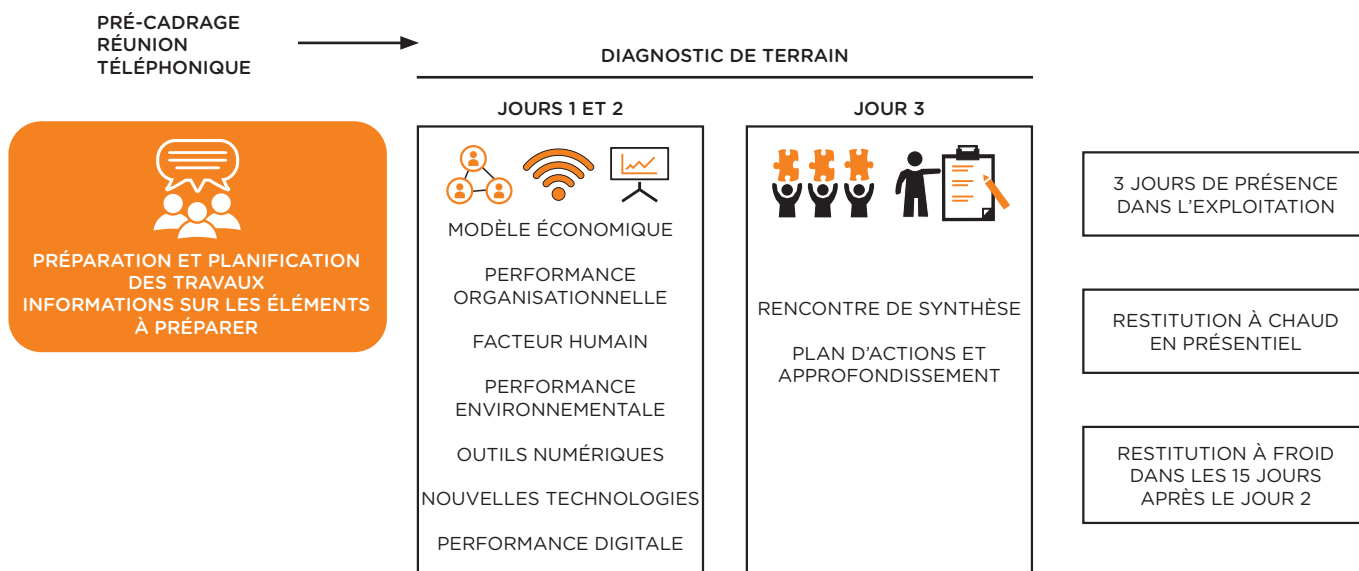 PRÉ-CADRAGE
RÉUNION
TÉLÉPHONIQUE
PRÉPARATION ET PLANIFICATION
DES TRAVAUX
INFORMATIONS SUR LES ÉLÉMENTS
À PRÉPARER
DIAGNOSTIC DE TERRAIN
JOURS 1 ET 2
MODÈLE ÉCONOMIQUE
PERFORMANCE
ORGANISATIONNELLE
FACTEUR HUMAIN
PERFORMANCE
ENVIRONNEMENTALE
OUTILS NUMÉRIQUES
NOUVELLES TECHNOLOGIES
PERFORMANCE DIGITALE
JOUR 3
RENCONTRE DE SYNTHÈSE
PLAN D’ACTIONS ET
APPROFONDISSEMENT
3 JOURS DE PRÉSENCE
DANS L’EXPLOITATION
RESTITUTION À CHAUD
EN PRÉSENTIEL
RESTITUTION À FROID
DANS LES 15 JOURS
APRÈS LE JOUR 2